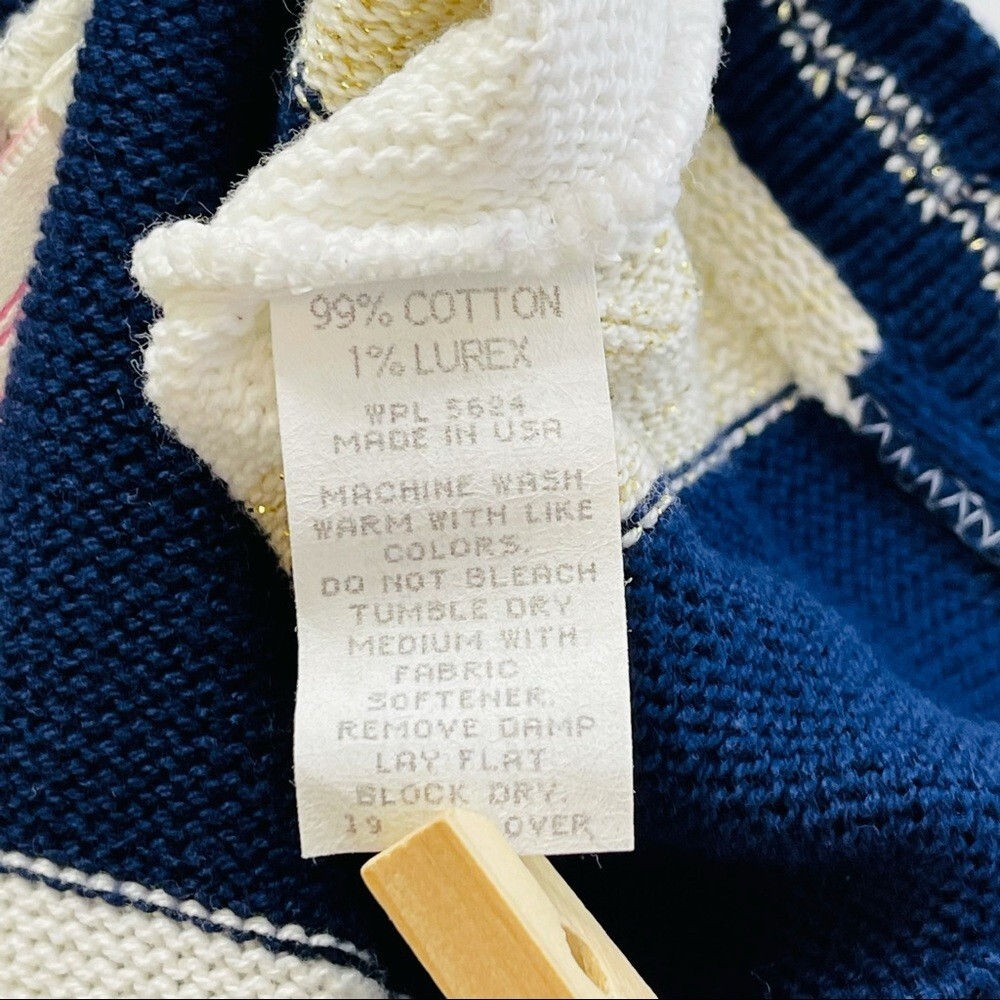 99% COTTON
1% LUREX
WPL 5624
MADE IN USA
MACHINE WASH
WARM WITH LIKE
COLORS.
DO NOT BLEACH
TUMBLE DRY
MEDIUM WITH
FABRIC
SOFTENER.
REMOVE DAMP
LAY FLAT
BLOCK DRY.
19 OVER